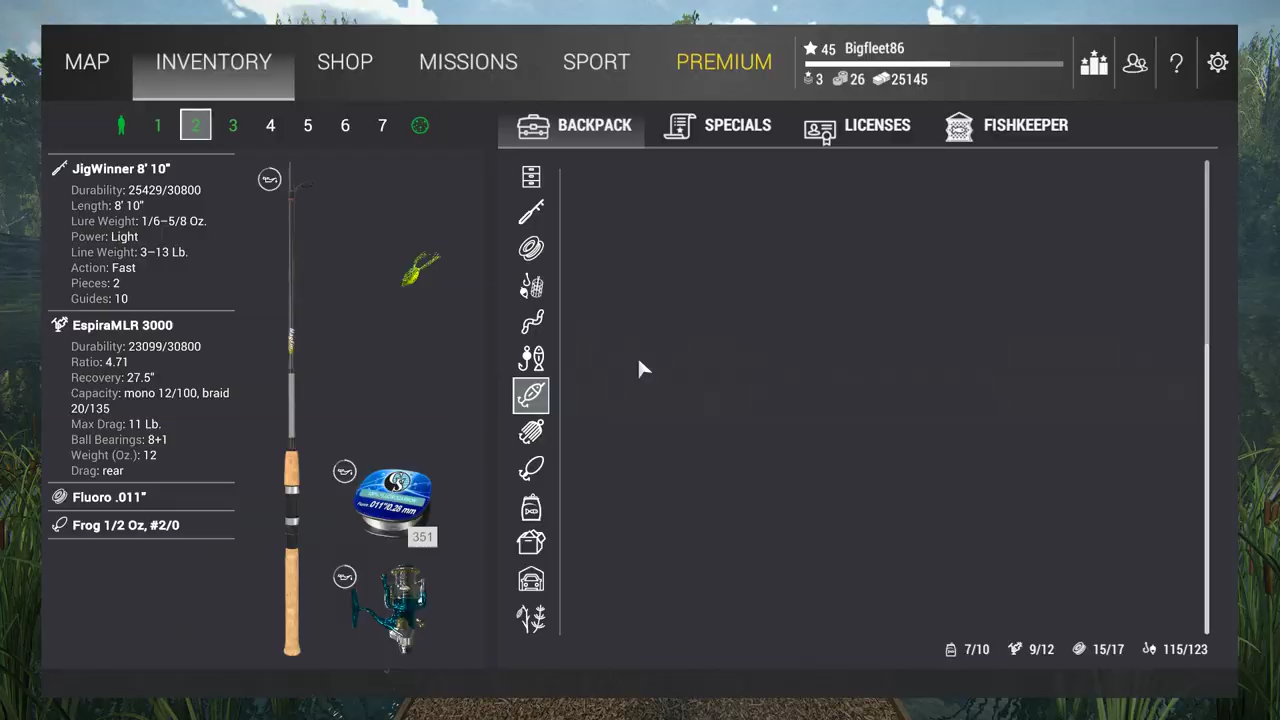 MAP INVENTORY SHOP MISSIONS SPORT PREMIUM
45 Bigfleet86
3 26 25145
1 2 3 4 5 6 7
BACKPACK SPECIALS LICENSES FISHKEEPER
JigWinner 8' 10"
Durability: 25429/30800
Length: 8' 10"
Lure Weight: 1/6–5/8 Oz.
Power: Light
Line Weight: 3–13 Lb.
Action: Fast
Pieces: 2
Guides: 10
EspiraMLR 3000
Durability: 23099/30800
Ratio: 4.71
Recovery: 27.5"
Capacity: mono 12/100, braid
20/135
Max Drag: 11 Lb.
Ball Bearings: 8+1
Weight (Oz.): 12
Drag: rear
Fluoro .011"
Frog 1/2 Oz, #2/0
351
7/10 9/12 15/17 115/123